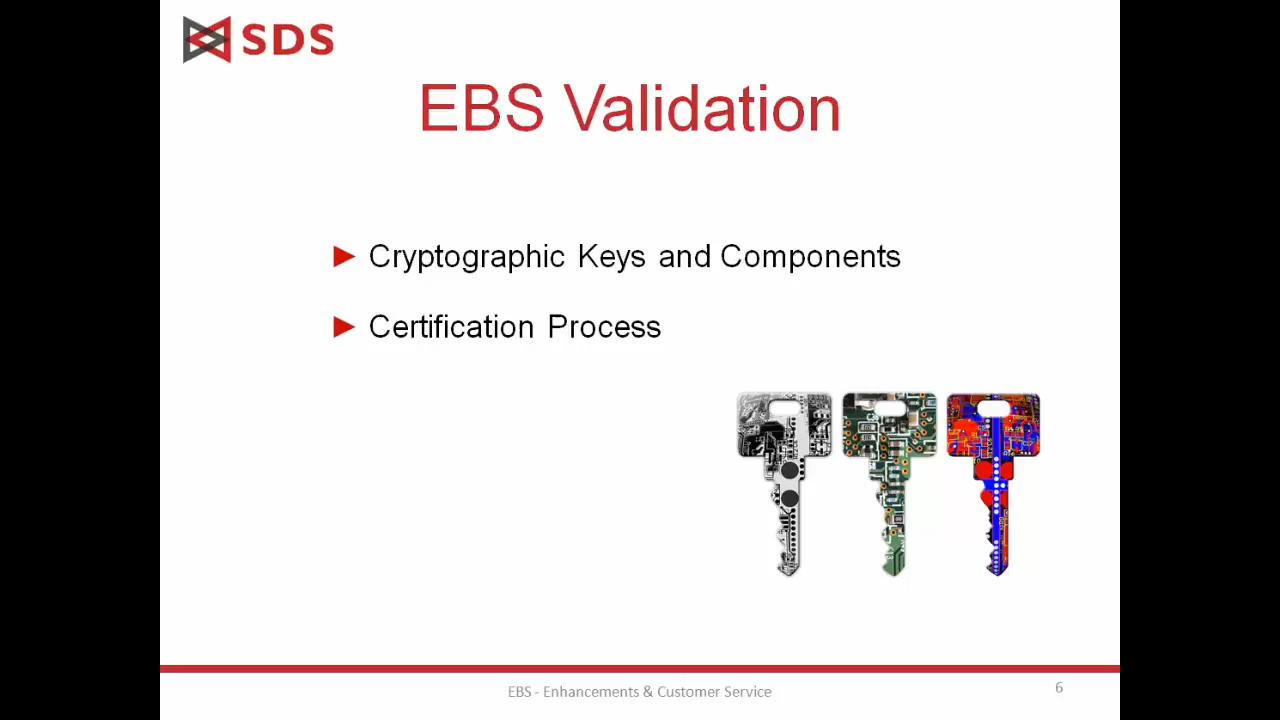 SDS
EBS Validation
Cryptographic Keys and Components
Certification Process
EBS - Enhancements & Customer Service
6